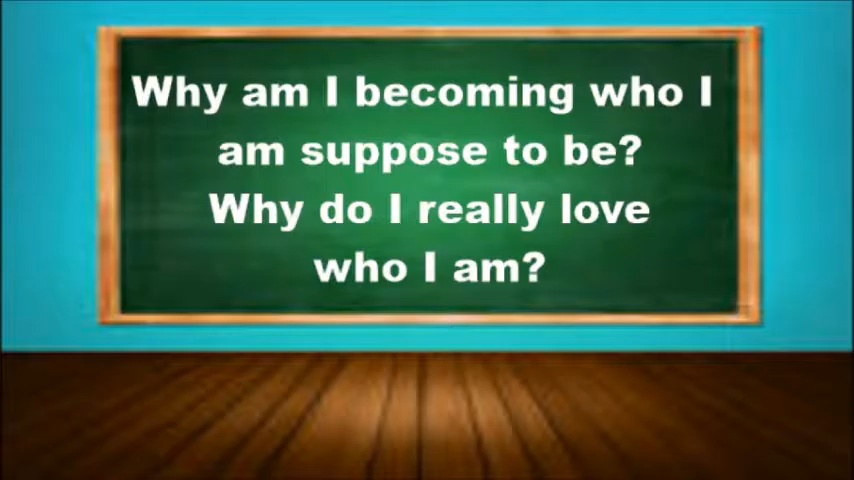 Why am I becoming who I
am suppose to be?
Why do I really love
who I am?